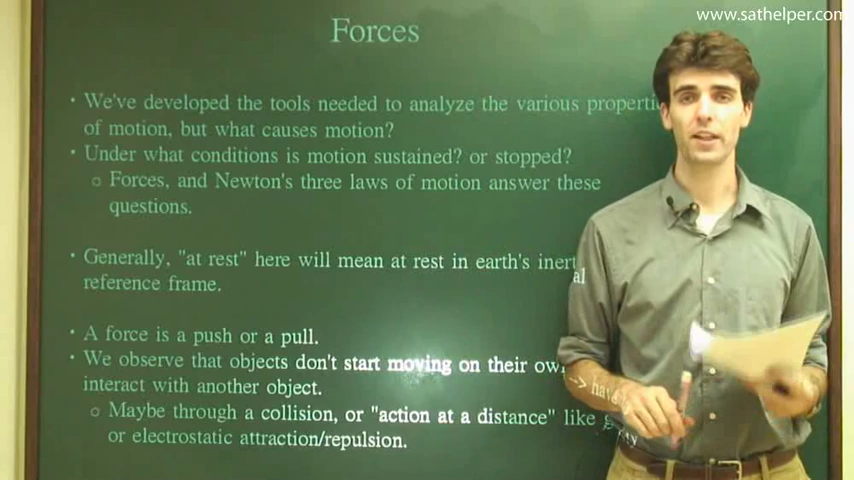 www.sathelper.com
Forces
• We've developed the tools needed to analyze the various
of motion, but what causes motion?
• Under what conditions is motion sustained? or stopped?
o Forces, and Newton's three laws of motion answer these
questions.
• Generally, "at rest" here will mean at rest in earth's inertial
reference frame.
• A force is a push or a pull.
• We observe that objects don't start moving on their own -> have
interact with another object.
o Maybe through a collision, or "action at a distance" like
or electrostatic attraction/repulsion.